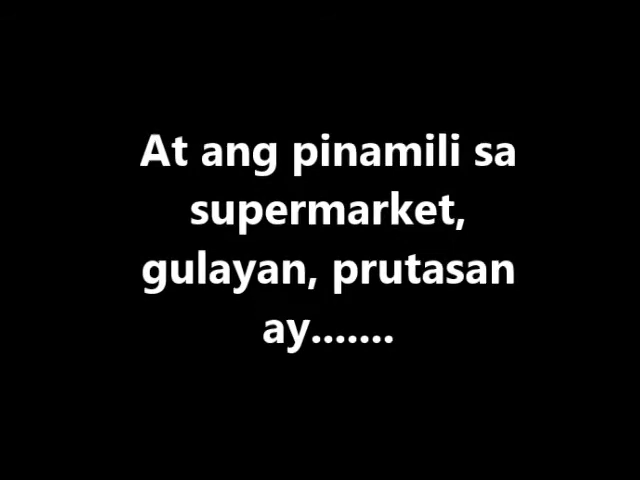 At ang pinamili sa
supermarket,
gulayan, prutasan
ay.......